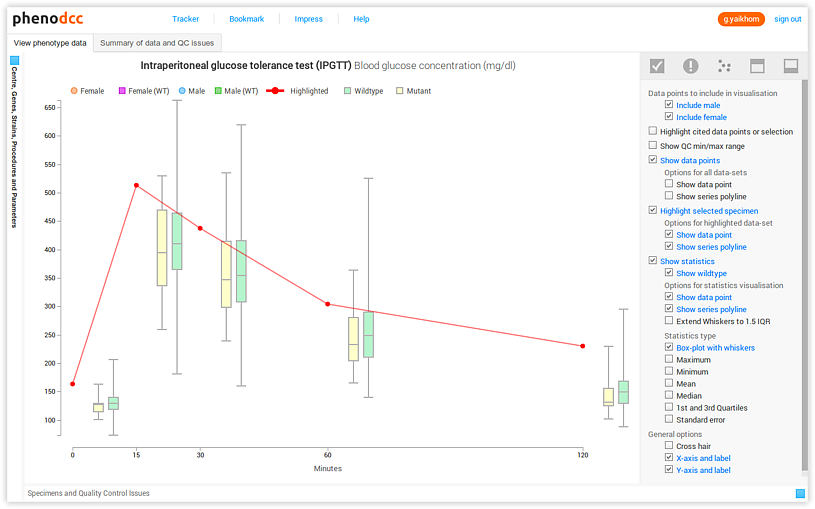 phenodcc
Tracker
Bookmark
Impress
Help
g.yaikhom
sign out
View phenotype data
Summary of data and QC issues
Centre, Genes, Strains, Procedures and Parameters
Intraperitoneal glucose tolerance test (IPGTT) Blood glucose concentration (mg/dl)
Female
Female (WT)
Male
Male (WT)
Highlighted
Wildtype
Mutant
650
600
550
500
450
400
350
300
250
200
150
100
0
15
30
60
120
Minutes
Data points to include in visualisation
Include male
Include female
Highlight cited data points or selection
Show QC min/max range
Show data points
Options for all data-sets
Show data point
Show series polyline
Highlight selected specimen
Options for highlighted data-set
Show data point
Show series polyline
Show statistics
Show wildtype
Options for statistics visualisation
Show data point
Show series polyline
Extend Whiskers to 1.5 IQR
Statistics type
Box-plot with whiskers
Maximum
Minimum
Mean
Median
1st and 3rd Quartiles
Standard error
General options
Cross hair
X-axis and label
Y-axis and label
Specimens and Quality Control Issues